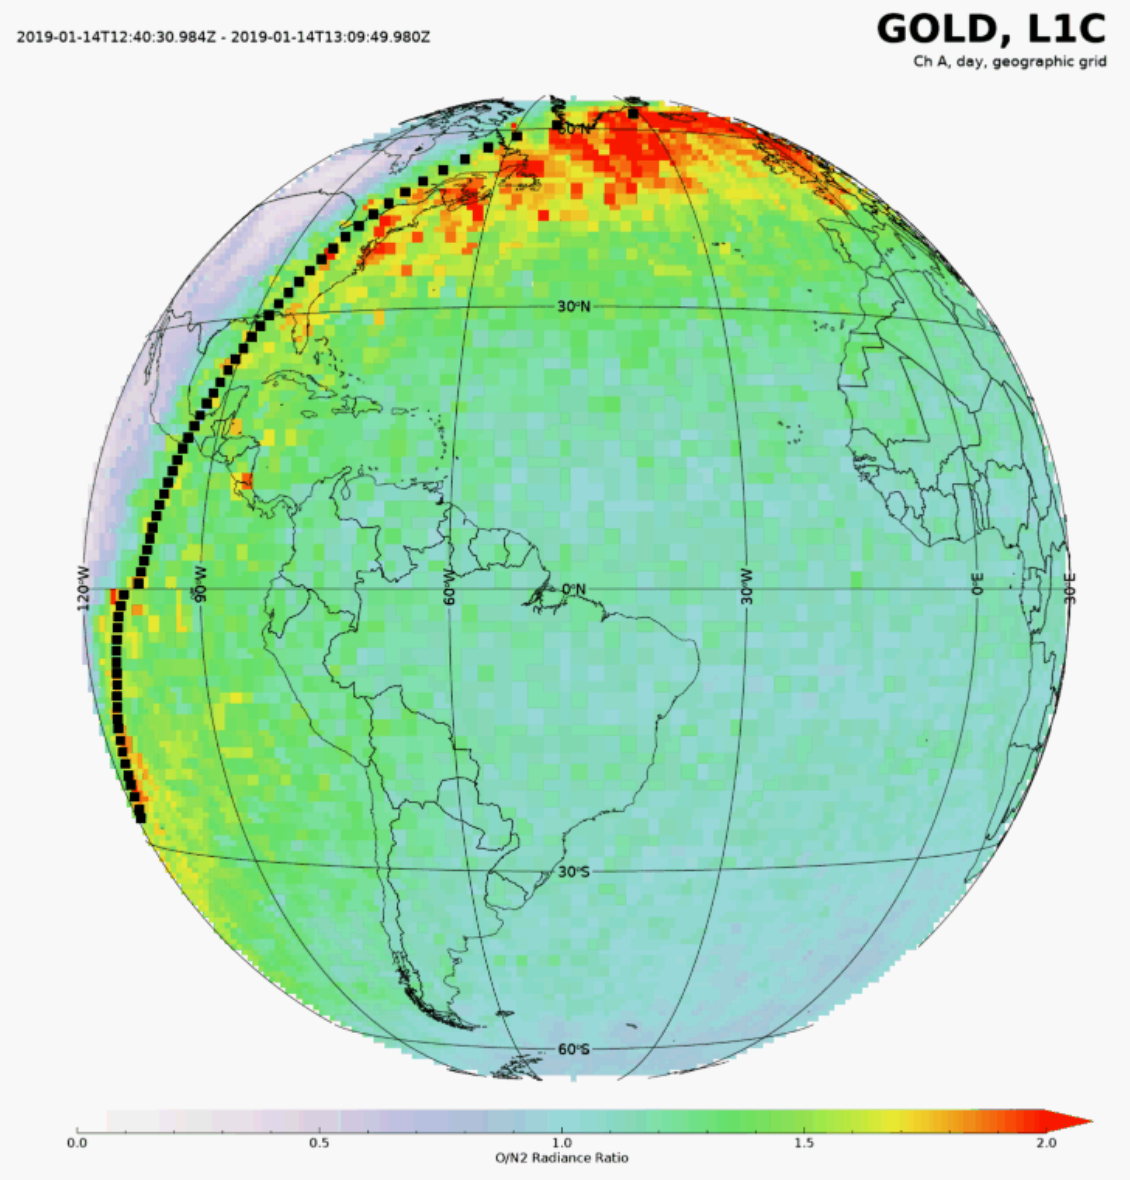 2019-01-14T12:40:30.984Z - 2019-01-14T13:09:49.980Z
GOLD, L1C
Ch A, day, geographic grid
60°N
30°N
120°W
90°W
60°W
0°N
30°W
0°E
30°E
30°S
60°S
0.0 0.5 1.0 1.5 2.0
O/N2 Radiance Ratio